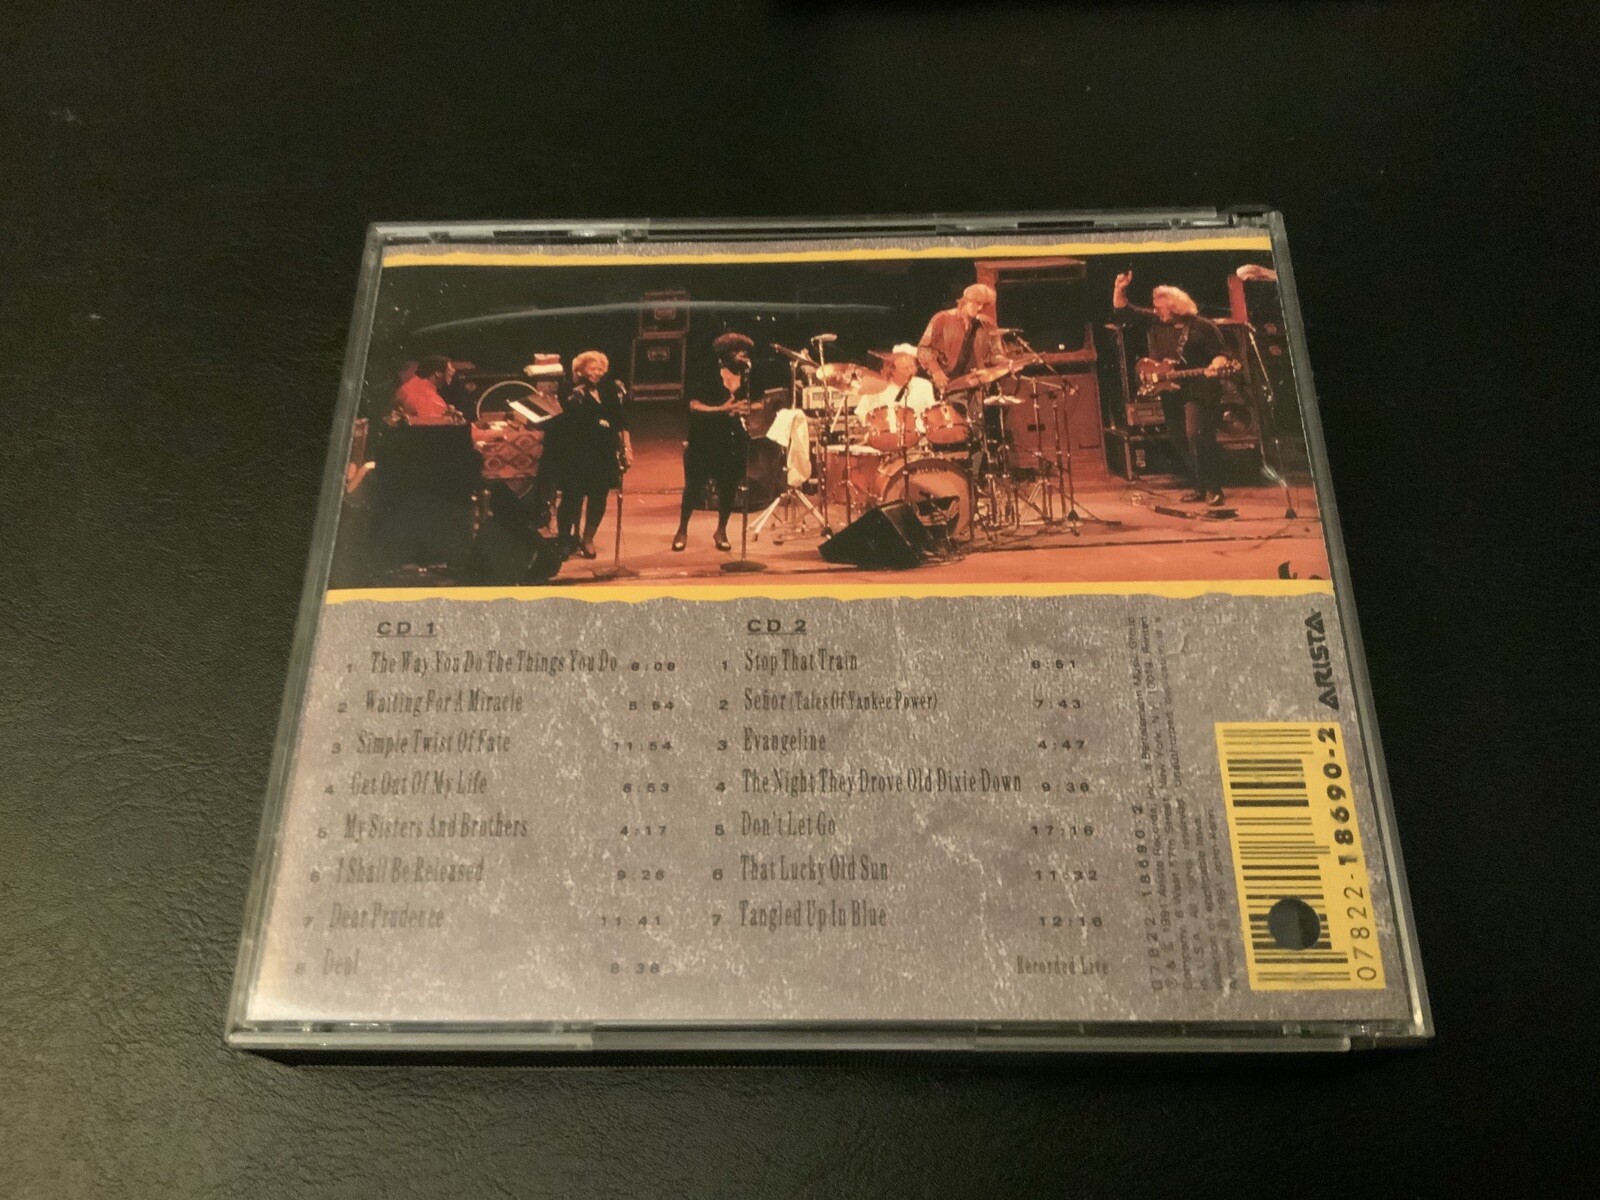 CD 1
1 The Way You Do The Things You Do 6:08
2 Waiting For A Miracle 5:54
3 Simple Twist Of Fate 11:54
4 Get Out Of My Life 6:53
5 My Sisters And Brothers 4:17
6 I Shall Be Released 9:26
7 Dear Prudence 11:41
8 Deal 8:38
CD 2
1 Stop That Train 8:51
2 Señor (Tales Of Yankee Power) 7:43
3 Evangeline 4:47
4 The Night They Drove Old Dixie Down 9:36
5 Don't Let Go 17:16
6 That Lucky Old Sun 11:32
7 Tangled Up In Blue 12:16
Recorded Live
07822-18690-2
ARISTA
07822-18690-2